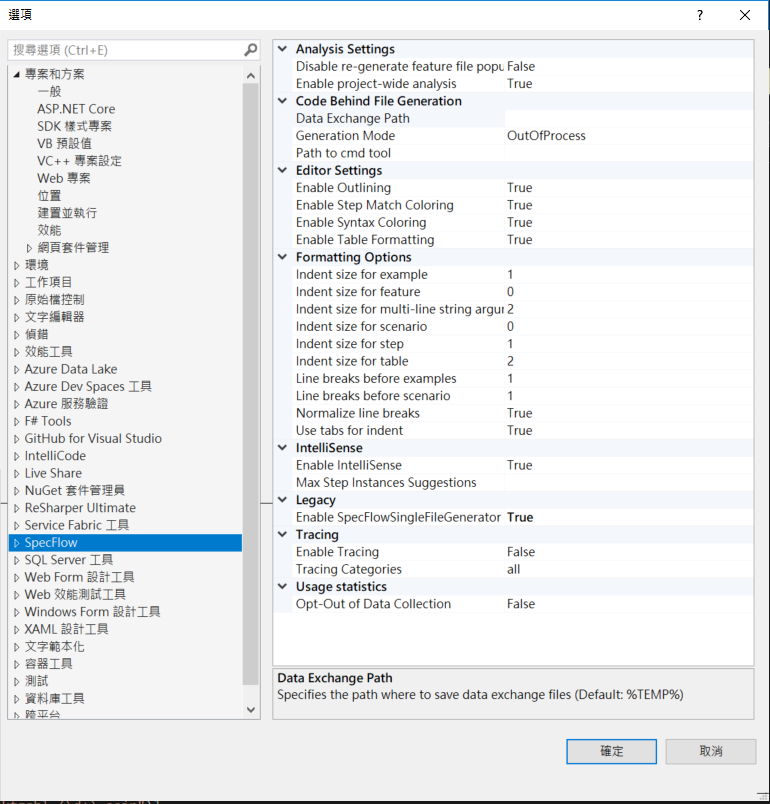 選項
?
搜尋選項 (Ctrl+E)
專案和方案
一般
ASP.NET Core
SDK 樣式專案
VB 預設值
VC++ 專案設定
Web 專案
位置
建置並執行
效能
網頁套件管理
環境
工作項目
原始檔控制
文字編輯器
偵錯
效能工具
Azure Data Lake
Azure Dev Spaces 工具
Azure 服務驗證
F# Tools
GitHub for Visual Studio
IntelliCode
Live Share
NuGet 套件管理員
ReSharper Ultimate
Service Fabric 工具
SpecFlow
SQL Server 工具
Web Form 設計工具
Web 效能測試工具
Windows Form 設計工具
XAML 設計工具
文字範本化
容器工具
測試
資料庫工具
跨平台
Analysis Settings
Disable re-generate feature file popu False
Enable project-wide analysis True
Code Behind File Generation
Data Exchange Path
Generation Mode OutOfProcess
Path to cmd tool
Editor Settings
Enable Outlining True
Enable Step Match Coloring True
Enable Syntax Coloring True
Enable Table Formatting True
Formatting Options
Indent size for example 1
Indent size for feature 0
Indent size for multi-line string argur 2
Indent size for scenario 0
Indent size for step 1
Indent size for table 2
Line breaks before examples 1
Line breaks before scenario 1
Normalize line breaks True
Use tabs for indent True
IntelliSense
Enable IntelliSense True
Max Step Instances Suggestions
Legacy
Enable SpecFlowSingleFileGenerator True
Tracing
Enable Tracing False
Tracing Categories all
Usage statistics
Opt-Out of Data Collection False
Data Exchange Path
Specifies the path where to save data exchange files (Default: %TEMP%)
確定
取消